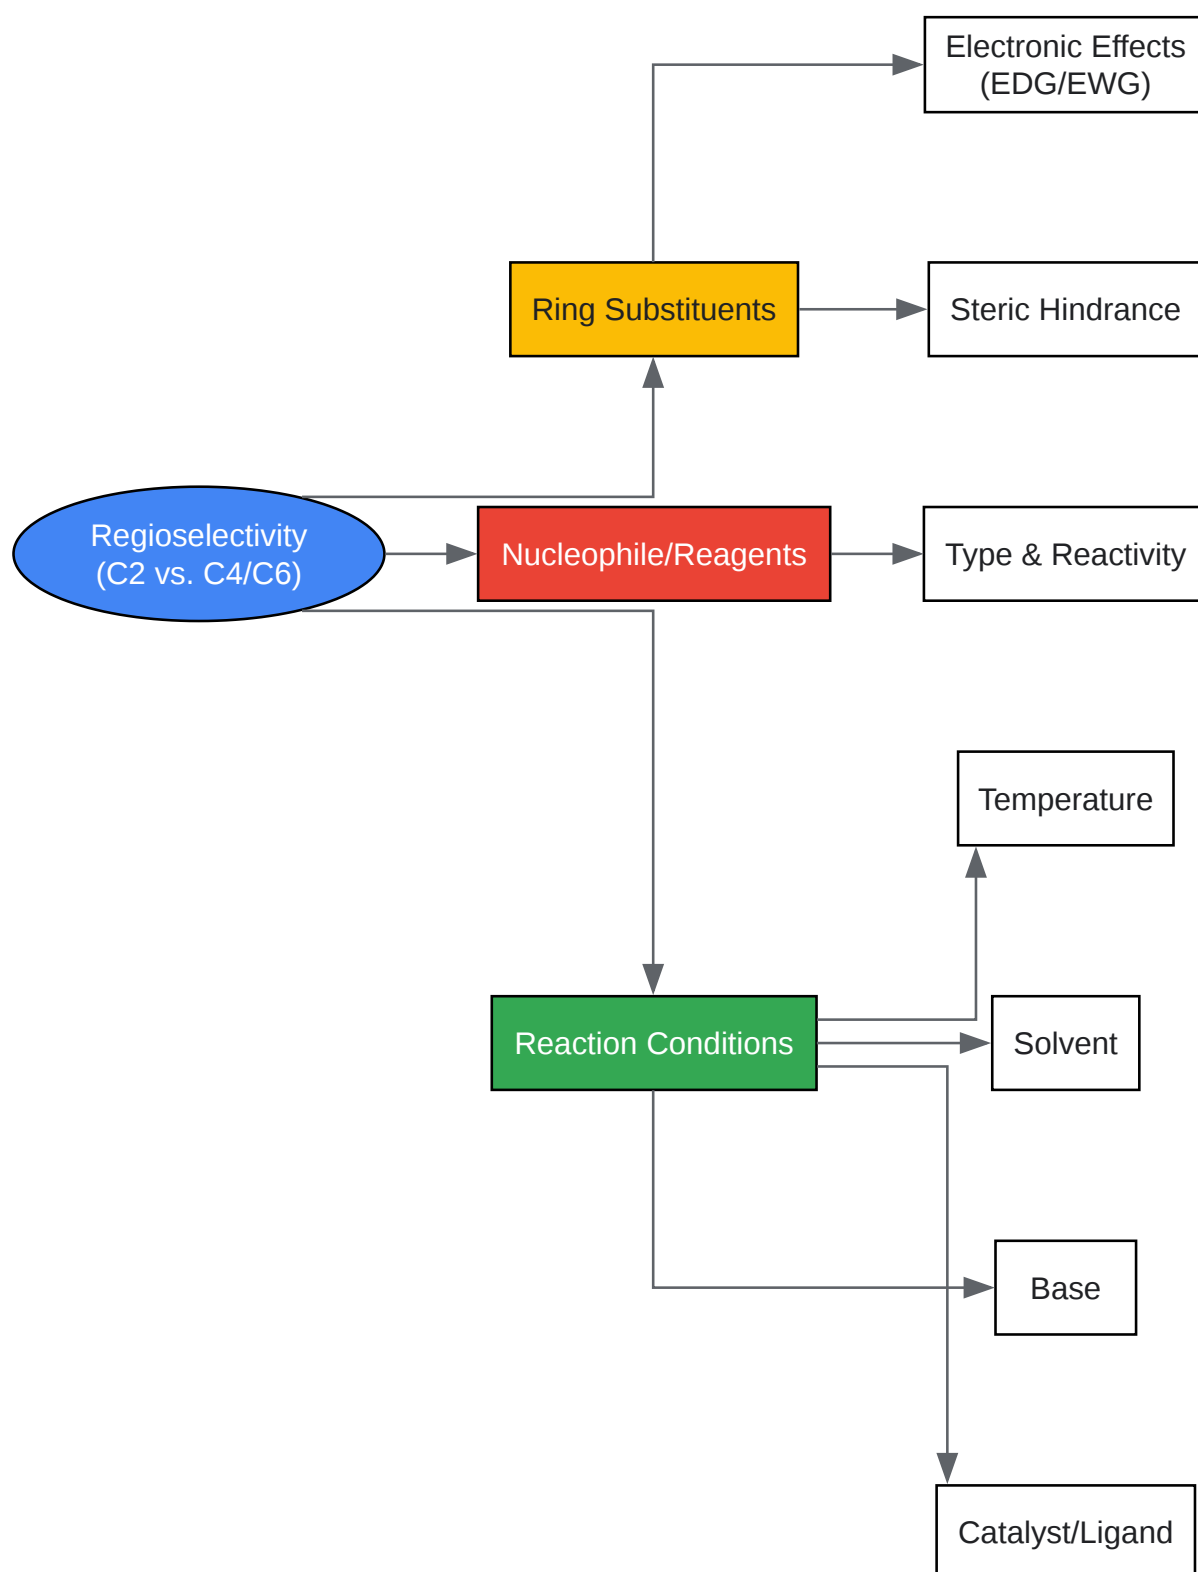 Electronic Effects
(EDG/EWG)
Ring Substituents
Steric Hindrance
Regioselectivity
(C2 vs. C4/C6)
Nucleophile/Reagents
Type & Reactivity
Temperature
Reaction Conditions
Solvent
Base
Catalyst/Ligand